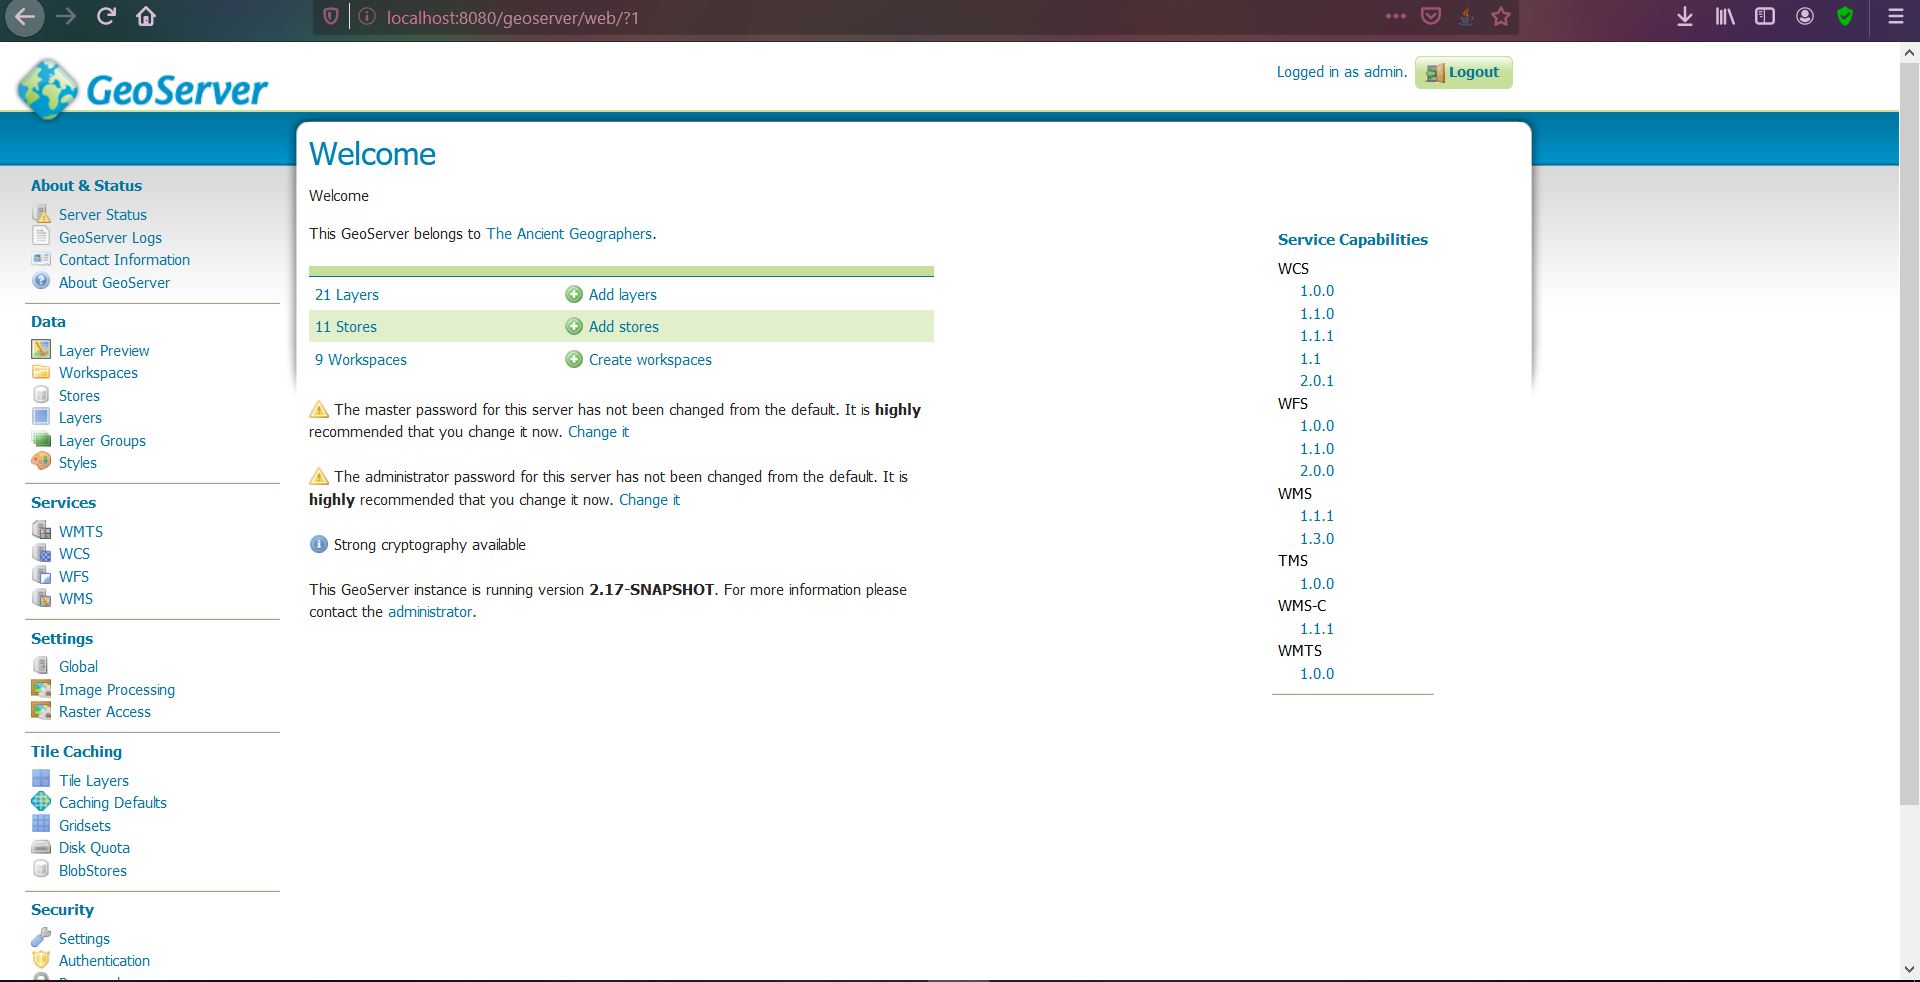 localhost:8080/geoserver/web/?1
GeoServer
Logged in as admin. Logout
About & Status
Server Status
GeoServer Logs
Contact Information
About GeoServer
Data
Layer Preview
Workspaces
Stores
Layers
Layer Groups
Styles
Services
WMTS
WCS
WFS
WMS
Settings
Global
Image Processing
Raster Access
Tile Caching
Tile Layers
Caching Defaults
Gridsets
Disk Quota
BlobStores
Security
Settings
Authentication
Welcome
Welcome
This GeoServer belongs to The Ancient Geographers.
21 Layers Add layers
11 Stores Add stores
9 Workspaces Create workspaces
The master password for this server has not been changed from the default. It is highly
recommended that you change it now. Change it
The administrator password for this server has not been changed from the default. It is
highly recommended that you change it now. Change it
Strong cryptography available
This GeoServer instance is running version 2.17-SNAPSHOT. For more information please
contact the administrator.
Service Capabilities
WCS
1.0.0
1.1.0
1.1.1
1.1
2.0.1
WFS
1.0.0
1.1.0
2.0.0
WMS
1.1.1
1.3.0
TMS
1.0.0
WMS-C
1.1.1
WMTS
1.0.0